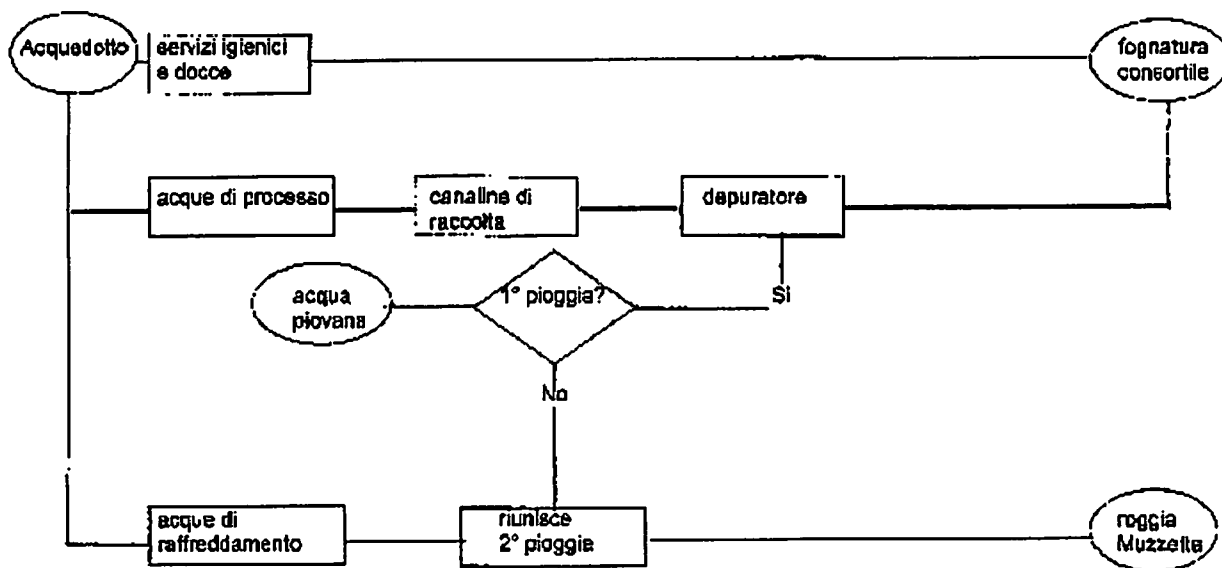 Acquedotto
servizi igienici
e docce
fognatura
consortile
acque di processo
canaline di
raccolta
depuratore
acqua
piovana
1° pioggia?
Si
No
acque di
raffreddamento
riunisce
2° pioggia
roggia
Muzzetta